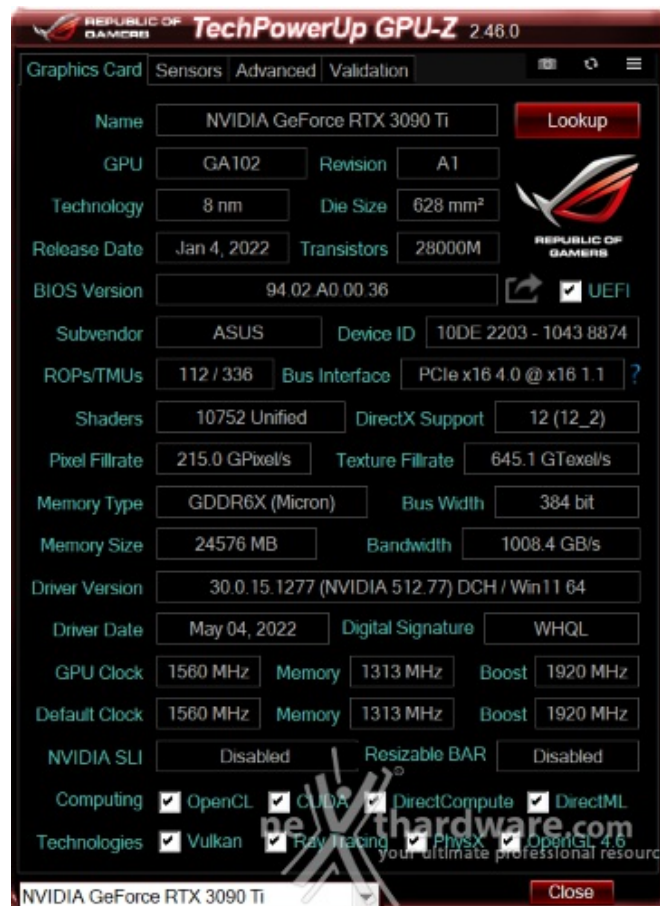 REPUBLIC OF GAMERS TechPowerUp GPU-Z 2.46.0
Graphics Card Sensors Advanced Validation
Name NVIDIA GeForce RTX 3090 Ti Lookup
GPU GA102 Revision A1
Technology 8 nm Die Size 628 mm²
REPUBLIC OF GAMERS
Release Date Jan 4, 2022 Transistors 28000M
BIOS Version 94.02.A0.00.36 UEFI
Subvendor ASUS Device ID 10DE 2203 - 1043 8874
ROPs/TMUs 112 / 336 Bus Interface PCIe x16 4.0 @ x16 1.1 ?
Shaders 10752 Unified DirectX Support 12 (12_2)
Pixel Fillrate 215.0 GPixel/s Texture Fillrate 645.1 GTexel/s
Memory Type GDDR6X (Micron) Bus Width 384 bit
Memory Size 24576 MB Bandwidth 1008.4 GB/s
Driver Version 30.0.15.1277 (NVIDIA 512.77) DCH / Win11 64
Driver Date May 04, 2022 Digital Signature WHQL
GPU Clock 1560 MHz Memory 1313 MHz Boost 1920 MHz
Default Clock 1560 MHz Memory 1313 MHz Boost 1920 MHz
NVIDIA SLI Disabled Resizable BAR Disabled
Computing OpenCL CUDA DirectCompute DirectML
Technologies Vulkan Ray Tracing PhysX OpenGL 4.6
nexthardware.com
your ultimate professional resourc
NVIDIA GeForce RTX 3090 Ti Close